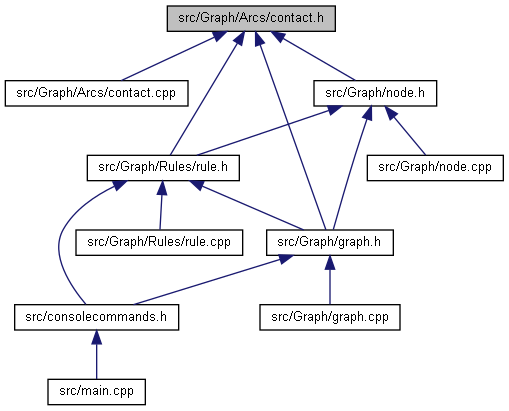 src/Graph/Arcs/contact.h
src/Graph/Arcs/contact.cpp
src/Graph/node.h
src/Graph/Rules/rule.h
src/Graph/node.cpp
src/Graph/Rules/rule.cpp
src/Graph/graph.h
src/consolecommands.h
src/Graph/graph.cpp
src/main.cpp